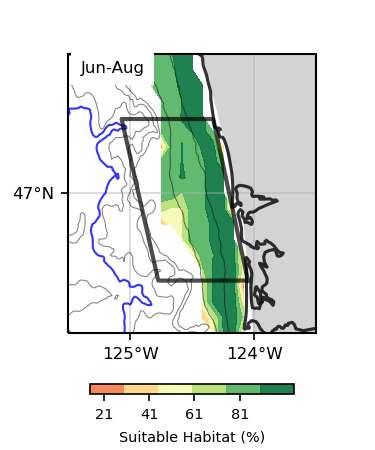 Jun-Aug
47°N
125°W 124°W
21 41 61 81
Suitable Habitat (%)